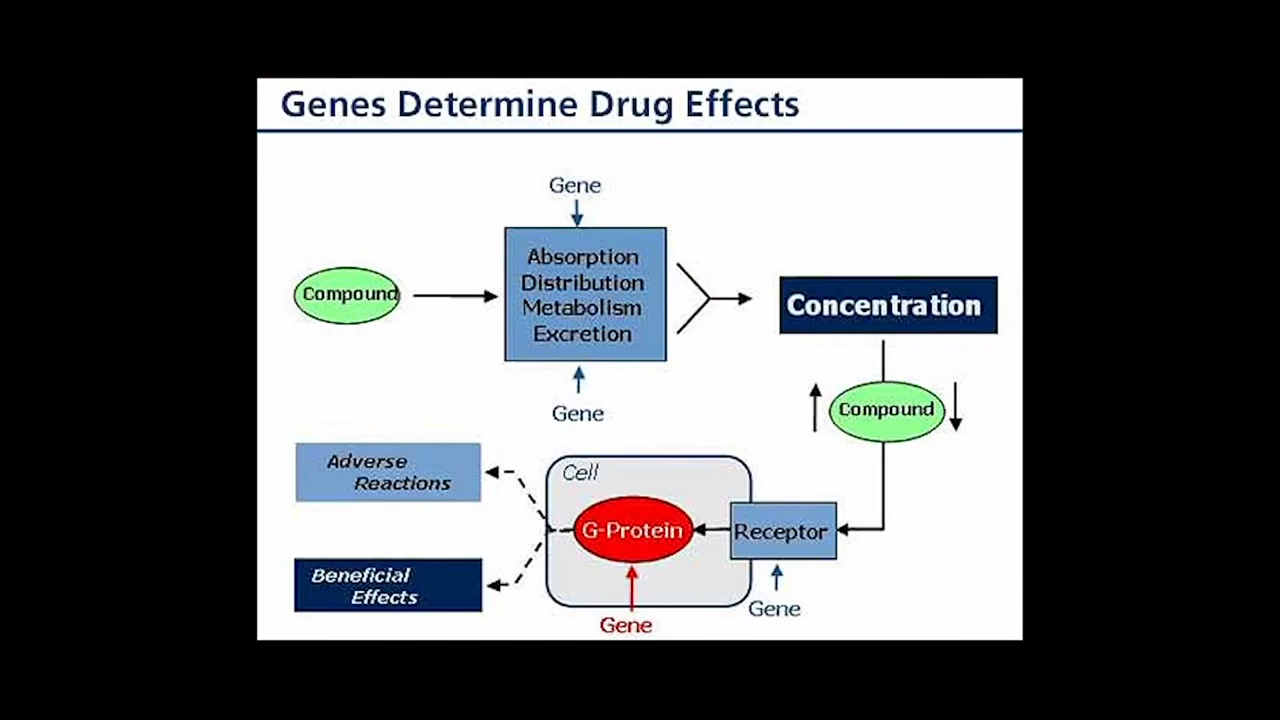 Genes Determine Drug Effects
Gene
Compound
Absorption
Distribution
Metabolism
Excretion
Concentration
Gene
Compound
Adverse
Reactions
Cell
G-Protein
Receptor
Beneficial
Effects
Gene
Gene